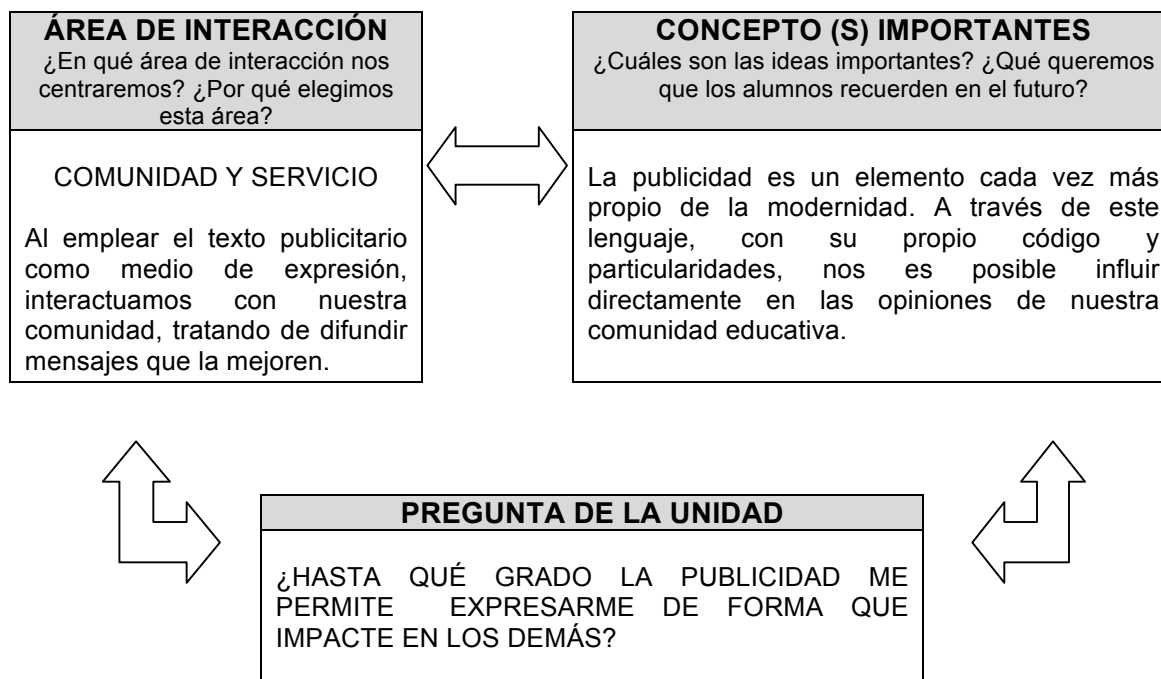 ÁREA DE INTERACCIÓN
¿En qué área de interacción nos
centraremos? ¿Por qué elegimos
esta área?
COMUNIDAD Y SERVICIO
Al emplear el texto publicitario
como medio de expresión,
interactuamos con nuestra
comunidad, tratando de difundir
mensajes que la mejoren.
CONCEPTO (S) IMPORTANTES
¿Cuáles son las ideas importantes? ¿Qué queremos
que los alumnos recuerden en el futuro?
La publicidad es un elemento cada vez más
propio de la modernidad. A través de este
lenguaje, con su propio código y
particularidades, nos es posible influir
directamente en las opiniones de nuestra
comunidad educativa.
PREGUNTA DE LA UNIDAD
¿HASTA QUÉ GRADO LA PUBLICIDAD ME
PERMITE EXPRESARME DE FORMA QUE
IMPACTE EN LOS DEMÁS?